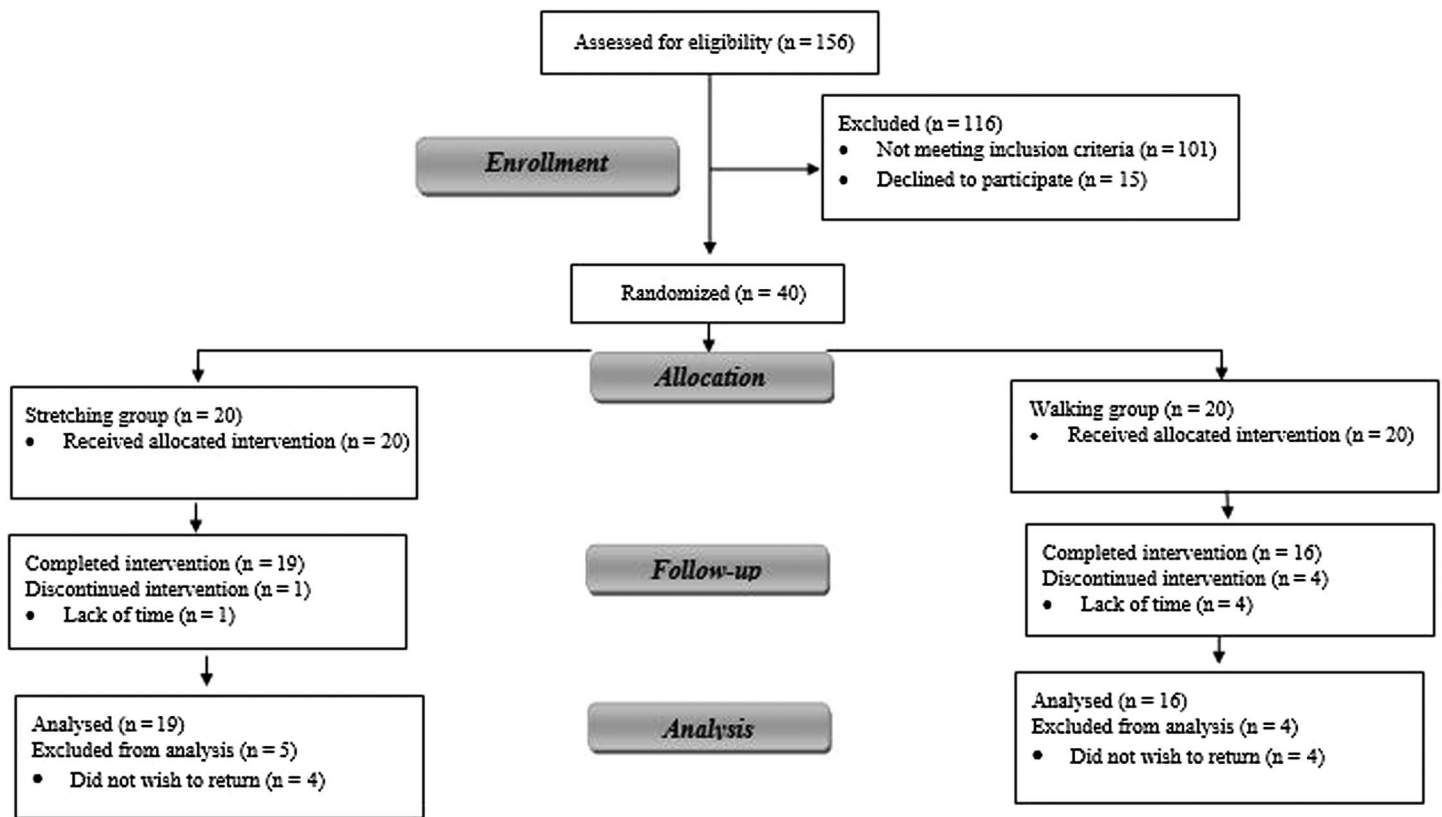 Assessed for eligibility (n = 156)
Excluded (n = 116)
• Not meeting inclusion criteria (n = 101)
• Declined to participate (n = 15)
Enrollment
Randomized (n = 40)
Allocation
Stretching group (n = 20)
• Received allocated intervention (n = 20)
Walking group (n = 20)
• Received allocated intervention (n = 20)
Completed intervention (n = 19)
Discontinued intervention (n = 1)
• Lack of time (n = 1)
Follow-up
Completed intervention (n = 16)
Discontinued intervention (n = 4)
• Lack of time (n = 4)
Analysed (n = 19)
Excluded from analysis (n = 5)
• Did not wish to return (n = 4)
Analysis
Analysed (n = 16)
Excluded from analysis (n = 4)
• Did not wish to return (n = 4)